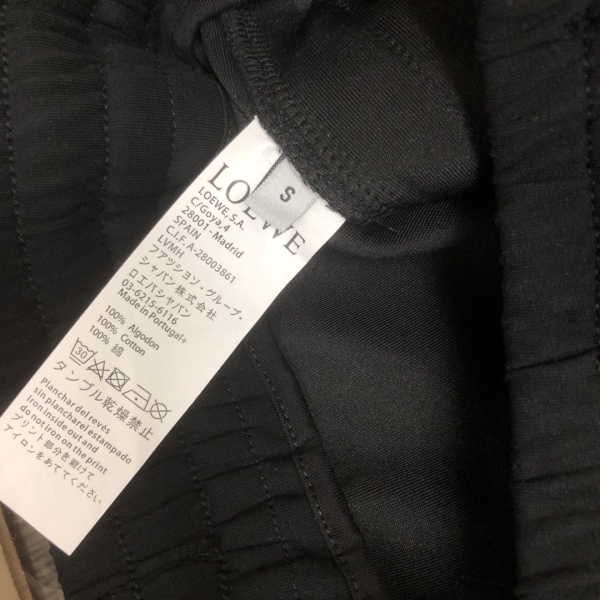 LOEWE
S
LOEWE, S.A.
C/Goya, 4
28001 - Madrid
SPAIN
C.I.F. A-28003861
LVMH
ファッション・グループ・
ジャパン株式会社
ロエベジャパン
03-6215-6116
Made in Portugal+
100% Algodon
100% Cotton
100% 綿
30
タンブル乾燥禁止
Planchar del revés
sin planchar el estampado
iron inside out and
do not iron on the print
プリント部分を避けて
アイロンをあててください